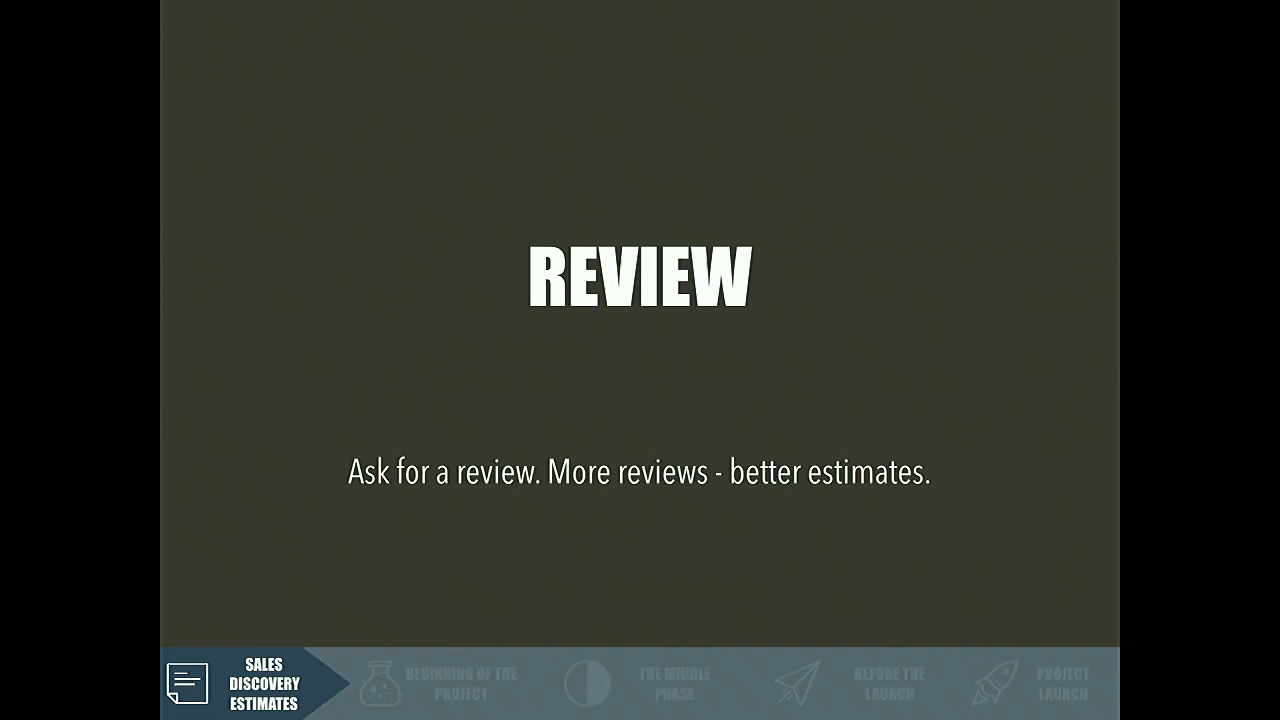 REVIEW
Ask for a review. More reviews - better estimates.
SALES
DISCOVERY
ESTIMATES
BEGINNING OF THE
PROJECT
THE MIDDLE
PHASE
BEFORE THE
LAUNCH
PROJECT
LAUNCH